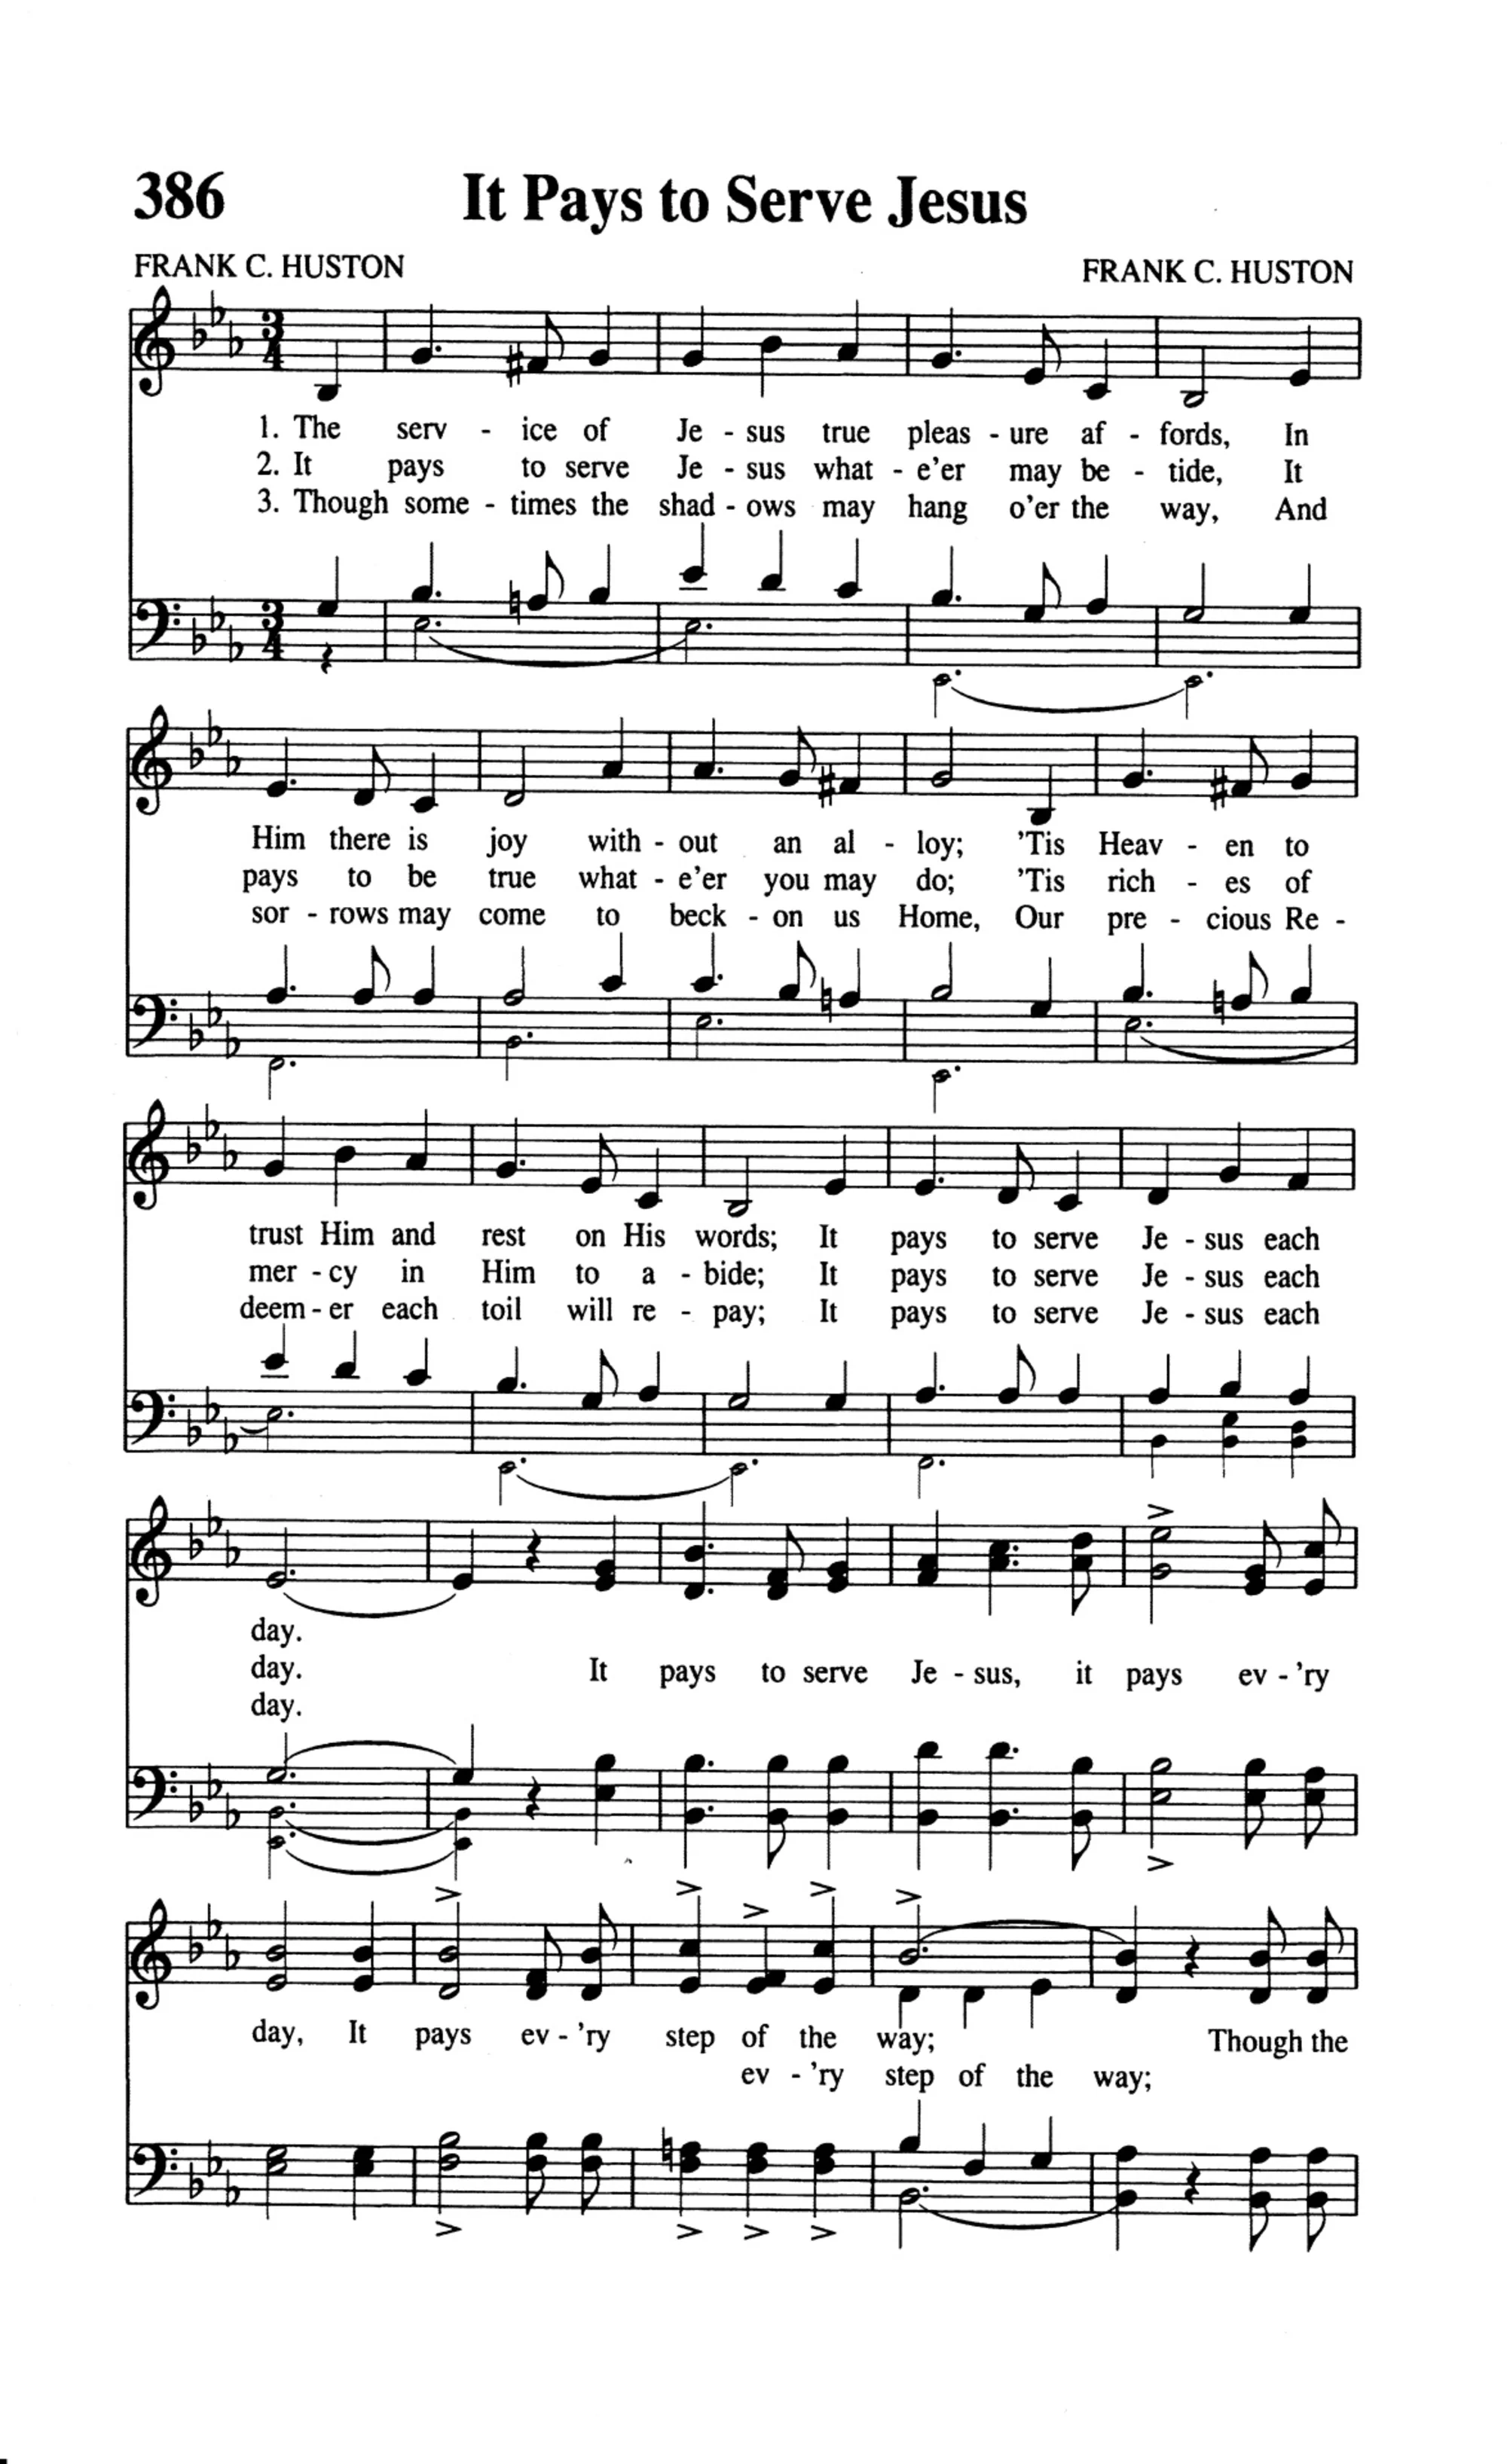 386 It Pays to Serve Jesus
FRANK C. HUSTON FRANK C. HUSTON
1. The serv - ice of Je - sus true pleas - ure af - fords, In
2. It pays to serve Je - sus what - e'er may be - tide, It
3. Though some - times the shad - ows may hang o'er the way, And
Him there is joy with - out an al - loy; 'Tis Heav - en to
pays to be true what - e'er you may do; 'Tis rich - es of
sor - rows may come to beck - on us Home, Our pre - cious Re -
trust Him and rest on His words; It pays to serve Je - sus each
mer - cy in Him to a - bide; It pays to serve Je - sus each
deem - er each toil will re - pay; It pays to serve Je - sus each
day.
day. It pays to serve Je - sus, it pays ev - 'ry
day.
day, It pays ev - 'ry step of the way; Though the
ev - 'ry step of the way;